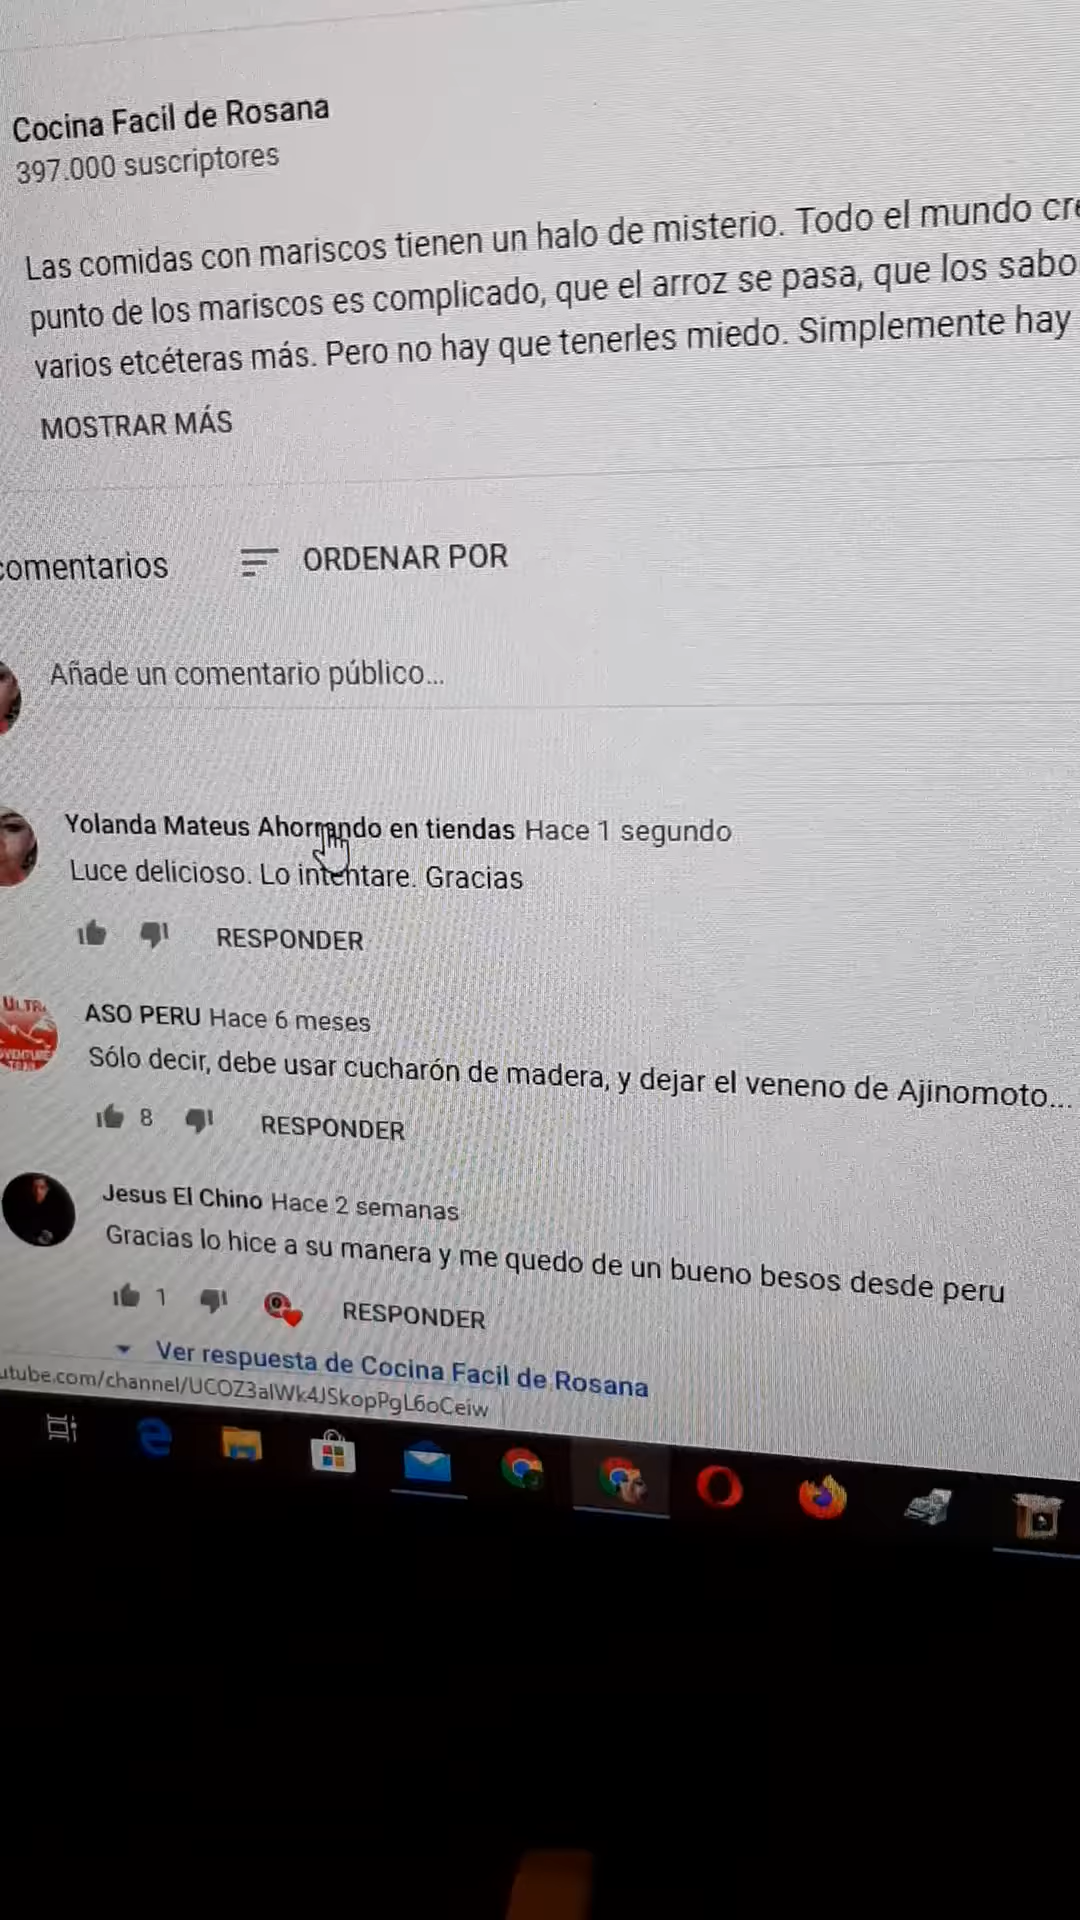 Cocina Facil de Rosana
397.000 suscriptores
Las comidas con mariscos tienen un halo de misterio. Todo el mundo cre
punto de los mariscos es complicado, que el arroz se pasa, que los sabo
varios etcéteras más. Pero no hay que tenerles miedo. Simplemente hay
MOSTRAR MÁS
comentarios
ORDENAR POR
Añade un comentario público...
Yolanda Mateus Ahorrando en tiendas Hace 1 segundo
Luce delicioso. Lo intentare. Gracias
RESPONDER
ULTR
ASO PERU Hace 6 meses
Sólo decir, debe usar cucharón de madera, y dejar el veneno de Ajinomoto...
8 RESPONDER
Jesus El Chino Hace 2 semanas
Gracias lo hice a su manera y me quedo de un bueno besos desde peru
1 RESPONDER
Ver respuesta de Cocina Facil de Rosana
utube.com/channel/UCOZ3alWk4JSkopPgL6oCeiw